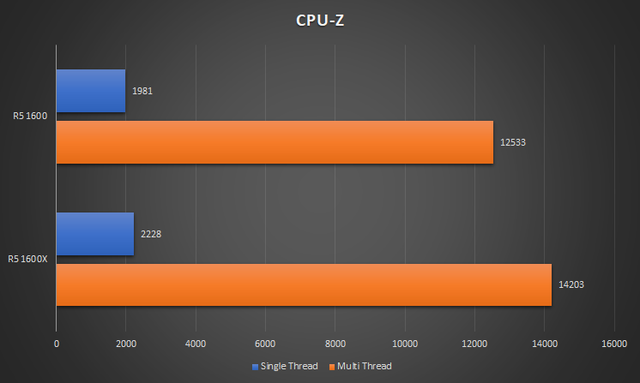 CPU-Z
1981
R5 1600
12533
2228
R5 1600X
14203
0 2000 4000 6000 8000 10000 12000 14000 16000
Single Thread Multi Thread